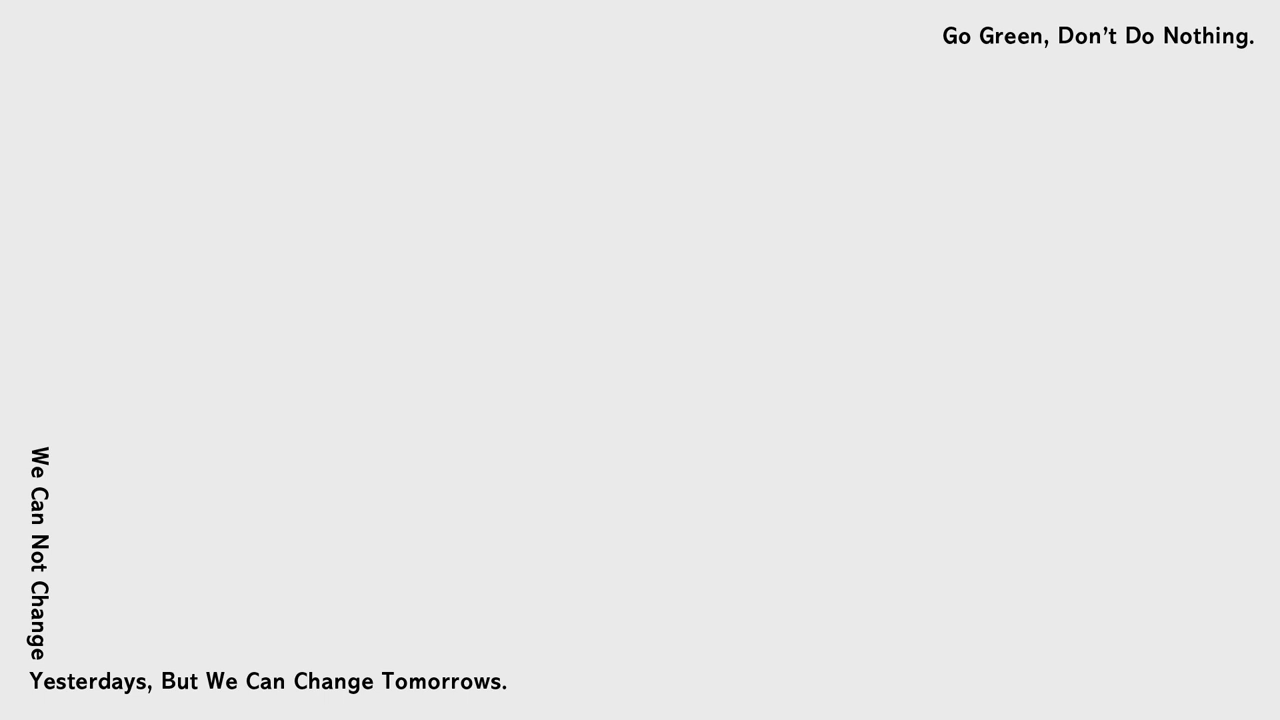 Go Green, Don’t Do Nothing.
We Can Not Change
Yesterdays, But We Can Change Tomorrows.